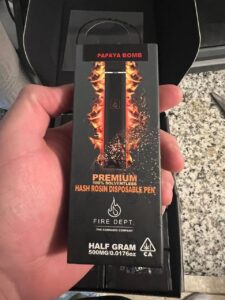 PAPAYA BOMB
PREMIUM
100% SOLVENTLESS
HASH ROSIN DISPOSABLE PEN
FIRE DEPT.
THE CANNABIS COMPANY
HALF GRAM
500MG/0.0176oz
CA